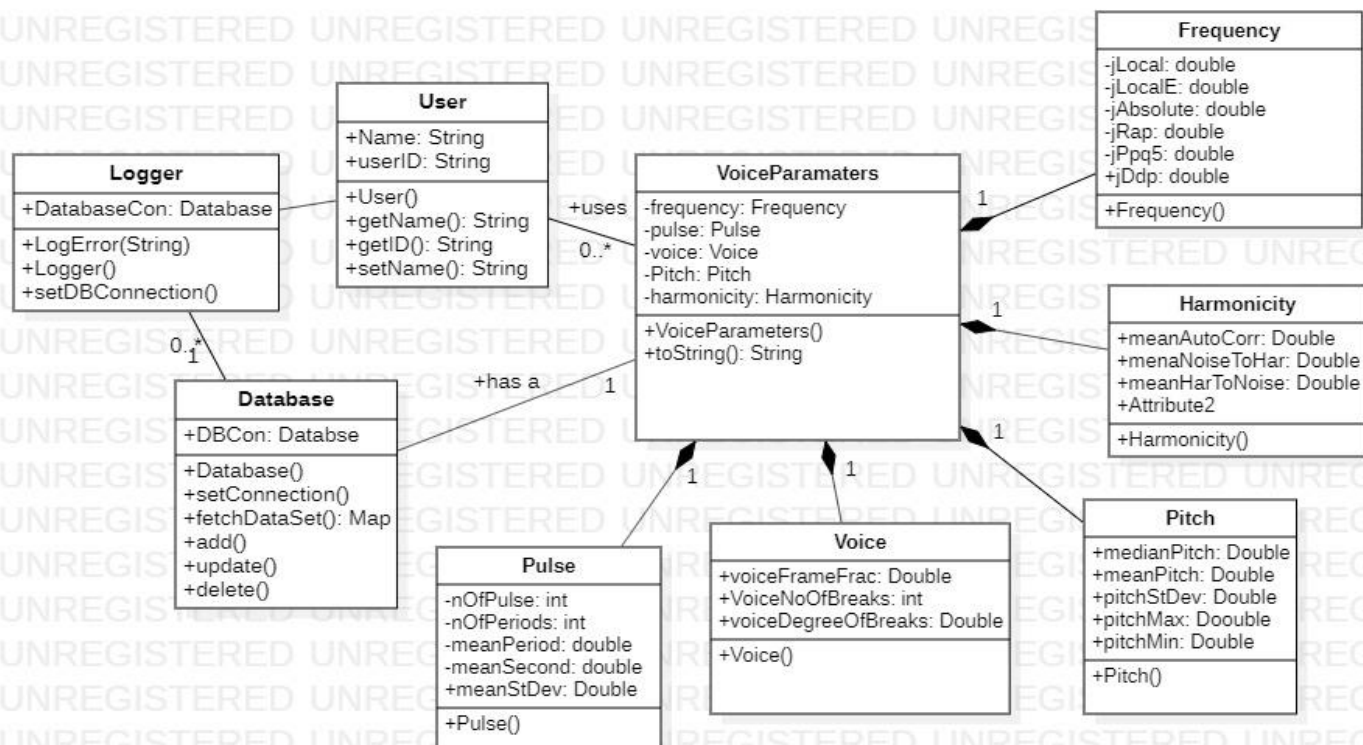 UNREGISTERED UNREGISTERED UNREGISTERED UNREGISTERED
Frequency
-jLocal: double
-jLocalE: double
-jAbsolute: double
-jRap: double
-jPpq5: double
+jDdp: double
+Frequency()
User
+Name: String
+userID: String
+User()
+getName(): String
+getID(): String
+setName(): String
Logger
+DatabaseCon: Database
+LogError(String)
+Logger()
+setDBConnection()
+uses
0..*
VoiceParamaters
-frequency: Frequency
-pulse: Pulse
-voice: Voice
-Pitch: Pitch
-harmonicity: Harmonicity
+VoiceParameters()
+toString(): String
1
1
1
1
1
Harmonicity
+meanAutoCorr: Double
+menaNoiseToHar: Double
+meanHarToNoise: Double
+Attribute2
+Harmonicity()
0..*
1
+has a
1
Database
+DBCon: Databse
+Database()
+setConnection()
+fetchDataSet(): Map
+add()
+update()
+delete()
Pulse
-nOfPulse: int
-nOfPeriods: int
-meanPeriod: double
-meanSecond: double
+meanStDev: Double
+Pulse()
Voice
+voiceFrameFrac: Double
+VoiceNoOfBreaks: int
+voiceDegreeOfBreaks: Double
+Voice()
Pitch
+medianPitch: Double
+meanPitch: Double
+pitchStDev: Double
+pitchMax: Doouble
+pitchMin: Double
+Pitch()